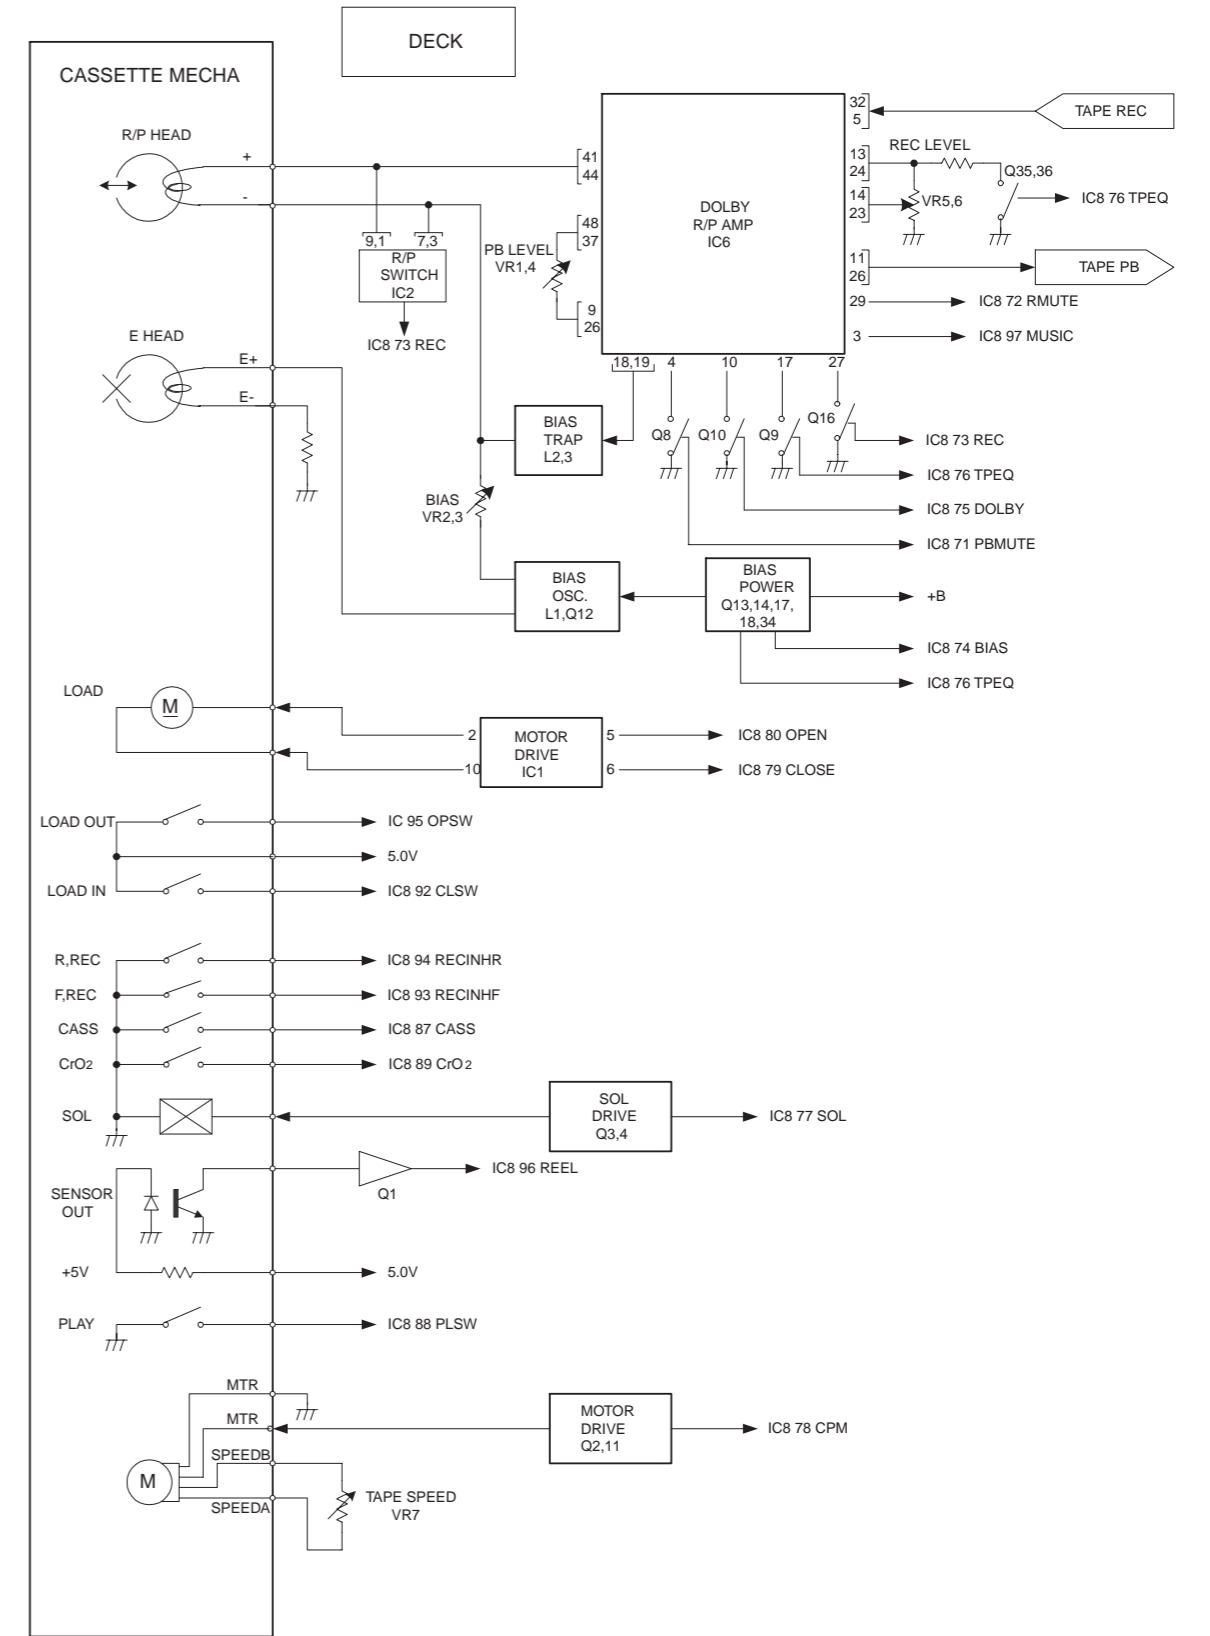 DECK
CASSETTE MECHA
R/P HEAD
+
-
41
44
48
37
PB LEVEL
VR1,4
9
26
9,1
7,3
R/P
SWITCH
IC2
IC8 73 REC
DOLBY
R/P AMP
IC6
32
5
TAPE REC
13
24
REC LEVEL
Q35,36
IC8 76 TPEQ
14
23
VR5,6
11
26
TAPE PB
29
IC8 72 RMUTE
3
IC8 97 MUSIC
18,19
4
10
17
27
E HEAD
E+
E-
BIAS
TRAP
L2,3
Q8
Q10
Q9
Q16
IC8 73 REC
IC8 76 TPEQ
IC8 75 DOLBY
IC8 71 PBMUTE
BIAS
VR2,3
BIAS
OSC.
L1,Q12
BIAS
POWER
Q13,14,17,
18,34
+B
IC8 74 BIAS
IC8 76 TPEQ
LOAD
M
2
10
MOTOR
DRIVE
IC1
5
IC8 80 OPEN
6
IC8 79 CLOSE
LOAD OUT
IC 95 OPSW
5.0V
LOAD IN
IC8 92 CLSW
R,REC
IC8 94 RECINHR
F,REC
IC8 93 RECINHF
CASS
IC8 87 CASS
CrO2
IC8 89 CrO2
SOL
SOL
DRIVE
Q3,4
IC8 77 SOL
SENSOR
OUT
Q1
IC8 96 REEL
+5V
5.0V
PLAY
IC8 88 PLSW
MTR
MTR
MOTOR
DRIVE
Q2,11
IC8 78 CPM
M
SPEEDB
SPEEDA
TAPE SPEED
VR7